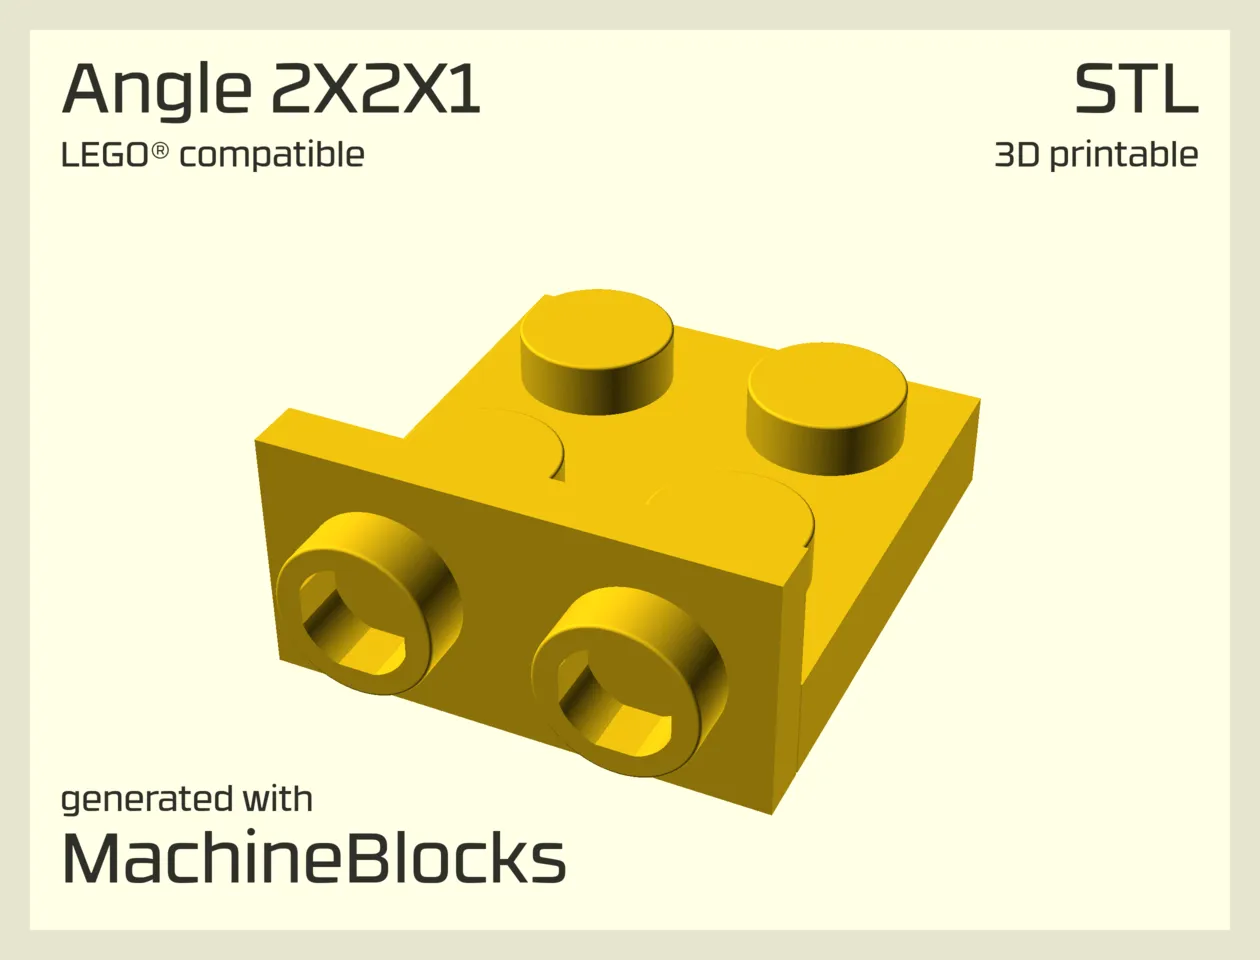 Angle 2X2X1
LEGO® compatible
STL
3D printable
generated with
MachineBlocks